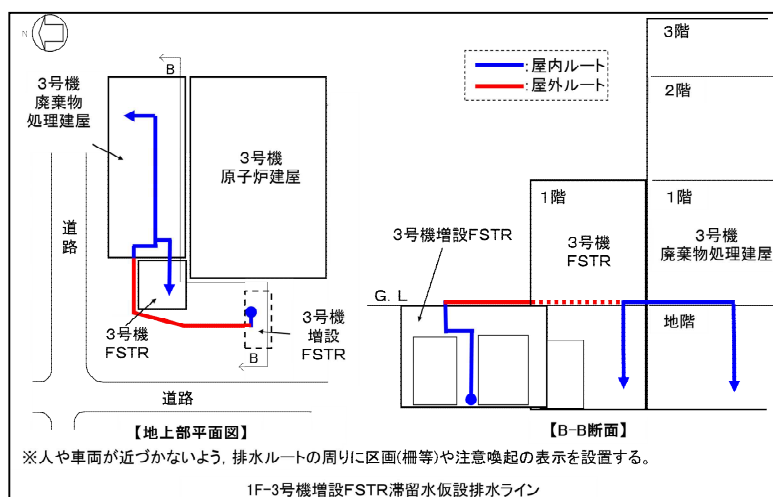 N
B
3号機
廃棄物
処理建屋
3号機
原子炉建屋
道路
3号機
FSTR
3号機
増設
FSTR
B
道路
【地上部平面図】
:屋内ルート
:屋外ルート
3階
2階
1階
1階
3号機増設FSTR
3号機
FSTR
3号機
廃棄物処理建屋
G.L
地階
【B-B断面】
※人や車両が近づかないよう，排水ルートの周りに区画(柵等)や注意喚起の表示を設置する。
1F-3号機増設FSTR滞留水仮設排水ライン